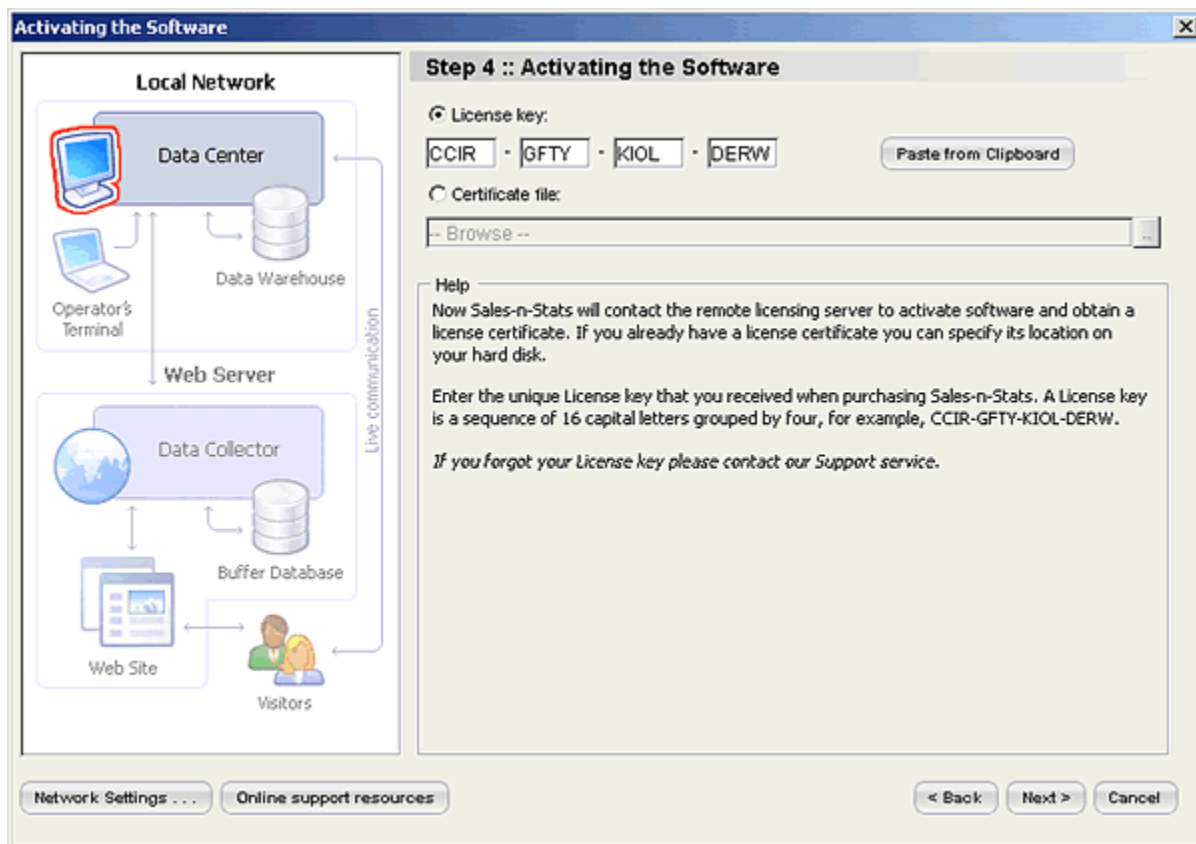 Activating the Software
Local Network
Data Center
Data Warehouse
Operator's
Terminal
Live communication
Web Server
Data Collector
Buffer Database
Web Site
Visitors
Step 4 :: Activating the Software
License key:
CCIR - GFTY - KIOL - DERW
Paste from Clipboard
Certificate file:
-- Browse --
...
Help
Now Sales-n-Stats will contact the remote licensing server to activate software and obtain a
license certificate. If you already have a license certificate you can specify its location on
your hard disk.
Enter the unique License key that you received when purchasing Sales-n-Stats. A License key
is a sequence of 16 capital letters grouped by four, for example, CCIR-GFTY-KIOL-DERW.
If you forgot your License key please contact our Support service.
Network Settings . . .
Online support resources
< Back
Next >
Cancel